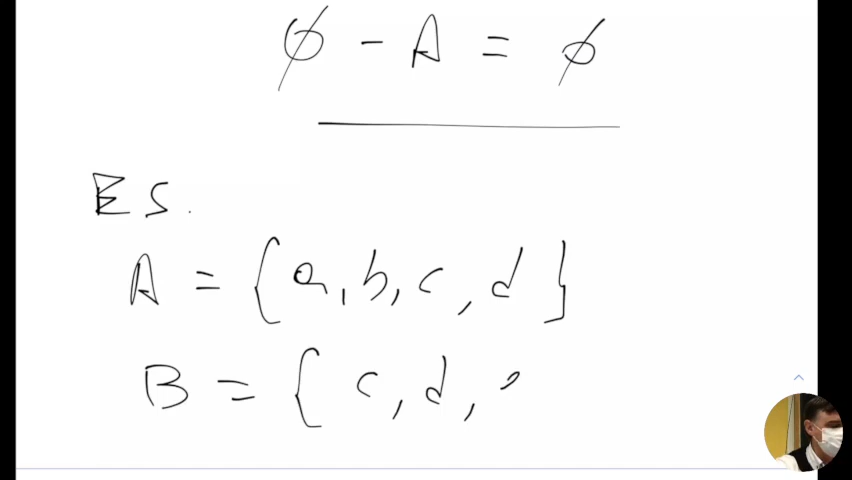 ∅ - A = ∅
ES.
A = {a, b, c, d}
B = { c, d,